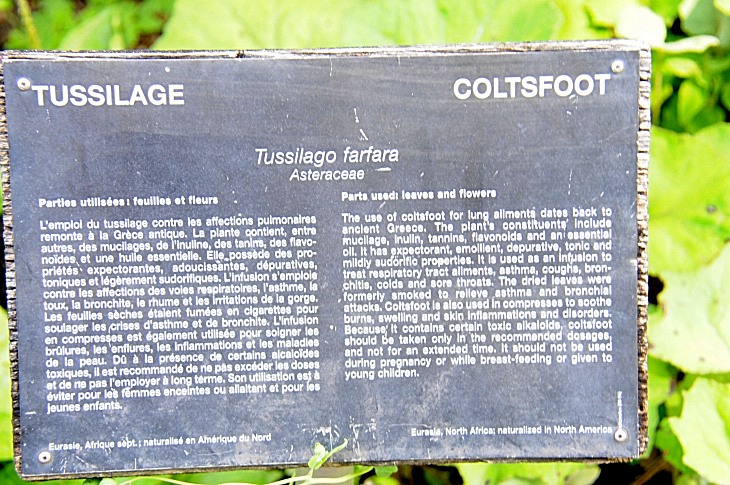 TUSSILAGE
COLTSFOOT
Tussilago farfara
Asteraceae
Parties utilisées : feuilles et fleurs
L'emploi du tussilage contre les affections pulmonaires
remonte à la Grèce antique. La plante contient, entre
autres, des mucilages, de l'inuline, des tanins, des flavo-
noïdes et une huile essentielle. Elle possède des pro-
priétés expectorantes, adoucissantes, dépuratives,
toniques et légèrement sudorifiques. L'infusion s'emploie
contre les affections des voies respiratoires, l'asthme, la
toux, la bronchite, le rhume et les irritations de la gorge.
Les feuilles sèches étaient fumées en cigarettes pour
soulager les crises d'asthme et de bronchite. L'infusion
en compresses est également utilisée pour soigner les
brûlures, les enflures, les inflammations et les maladies
de la peau. Dû à la présence de certains alcaloïdes
toxiques, il est recommandé de ne pas excéder les doses
et de ne pas l'employer à long terme. Son utilisation est à
éviter pour les femmes enceintes ou allaitant et pour les
jeunes enfants.
Eurasie, Afrique sept. ; naturalisé en Amérique du Nord
Parts used: leaves and flowers
The use of coltsfoot for lung ailments dates back to
ancient Greece. The plant's constituents include
mucilage, inulin, tannins, flavonoids and an essential
oil. It has expectorant, emollient, depurative, tonic and
mildly sudorific properties. It is used as an infusion to
treat respiratory tract ailments, asthma, coughs, bron-
chitis, colds and sore throats. The dried leaves were
formerly smoked to relieve asthma and bronchial
attacks. Coltsfoot is also used in compresses to soothe
burns, swelling and skin inflammations and disorders.
Because it contains certain toxic alkaloids, coltsfoot
should be taken only in the recommended dosages,
and not for an extended time. It should not be used
during pregnancy or while breast-feeding or given to
young children.
Eurasia, North Africa; naturalized in North America